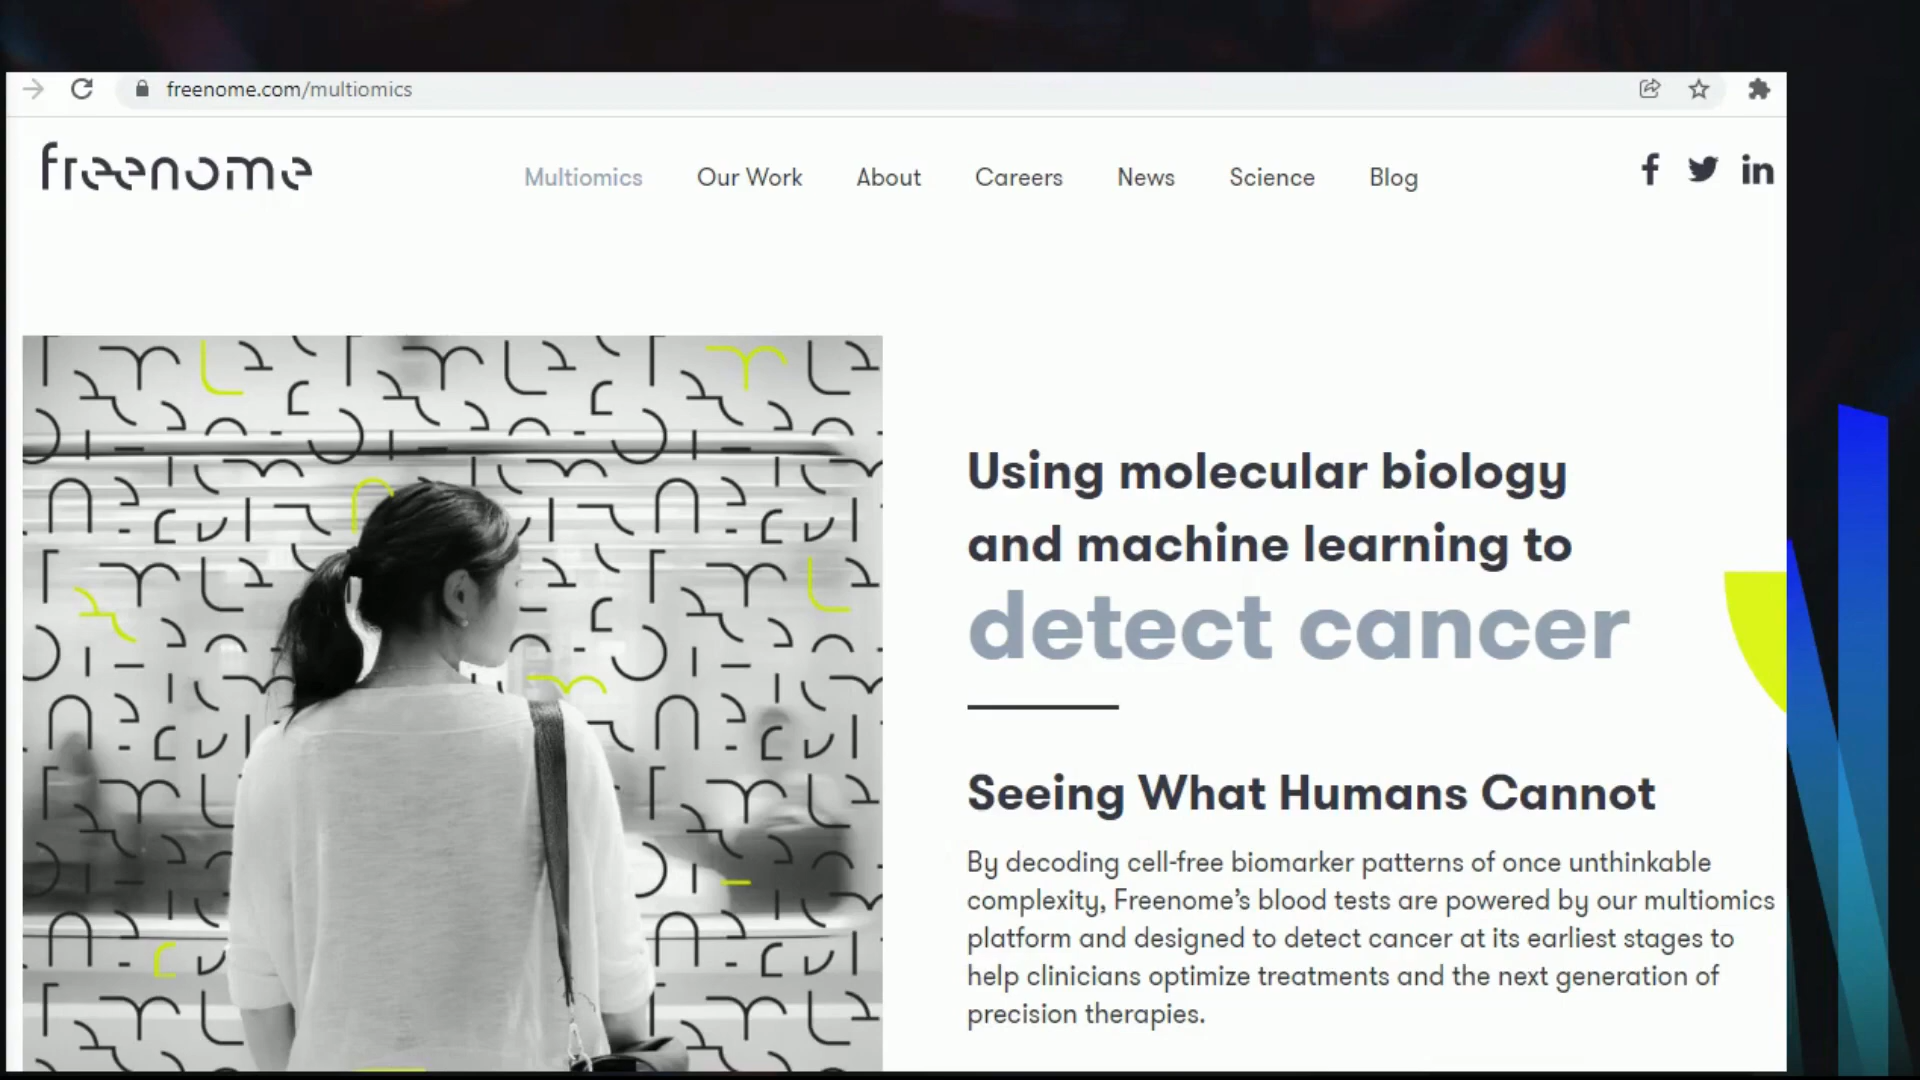 freenome.com/multiomics
freenome
Multiomics Our Work About Careers News Science Blog
Using molecular biology
and machine learning to
detect cancer
Seeing What Humans Cannot
By decoding cell-free biomarker patterns of once unthinkable
complexity, Freenome’s blood tests are powered by our multiomics
platform and designed to detect cancer at its earliest stages to
help clinicians optimize treatments and the next generation of
precision therapies.